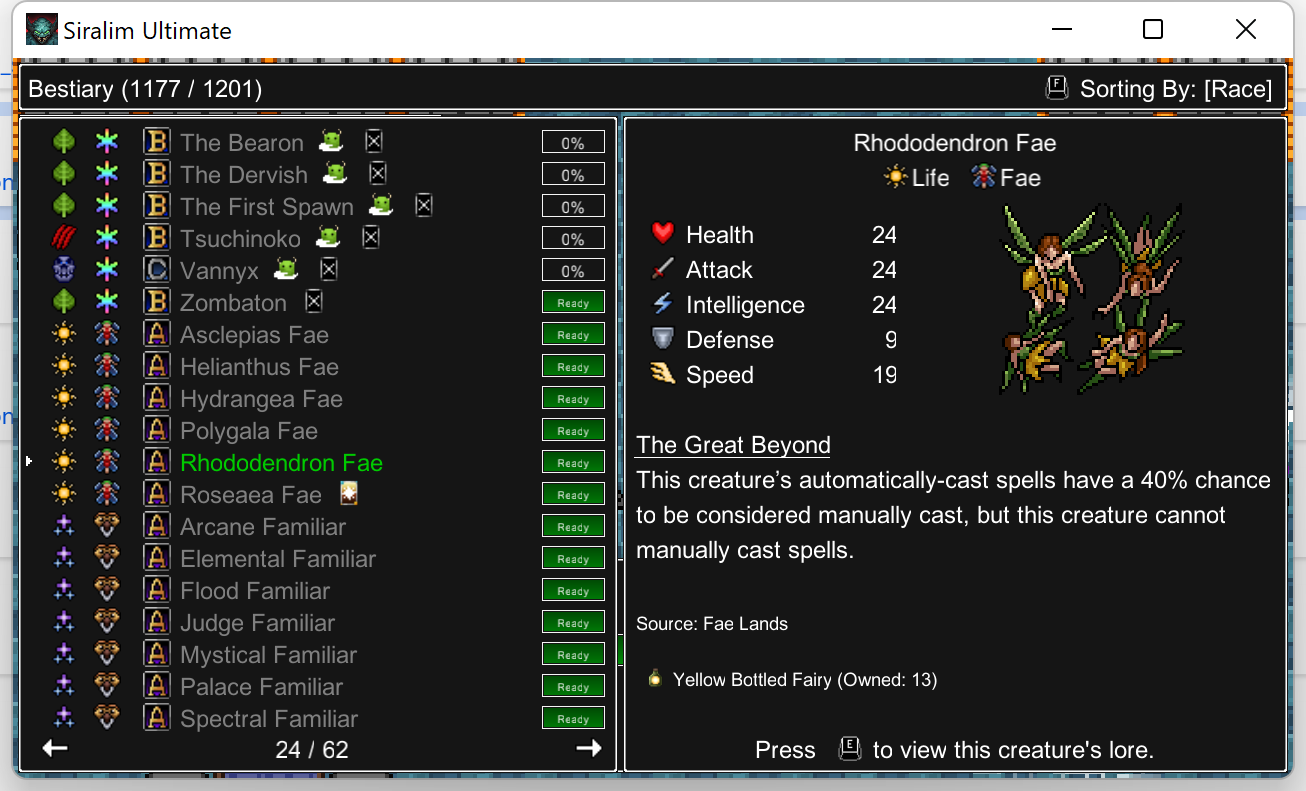 Siralim Ultimate
Bestiary (1177 / 1201)
F Sorting By: [Race]
B The Bearon 0%
B The Dervish 0%
B The First Spawn 0%
B Tsuchinoko 0%
C Vannyx 0%
B Zombaton Ready
A Asclepias Fae Ready
A Helianthus Fae Ready
A Hydrangea Fae Ready
A Polygala Fae Ready
A Rhododendron Fae Ready
A Roseaea Fae Ready
A Arcane Familiar Ready
A Elemental Familiar Ready
A Flood Familiar Ready
A Judge Familiar Ready
A Mystical Familiar Ready
A Palace Familiar Ready
A Spectral Familiar Ready
24 / 62
Rhododendron Fae
Life Fae
Health 24
Attack 24
Intelligence 24
Defense 9
Speed 19
The Great Beyond
This creature's automatically-cast spells have a 40% chance
to be considered manually cast, but this creature cannot
manually cast spells.
Source: Fae Lands
Yellow Bottled Fairy (Owned: 13)
Press E to view this creature's lore.